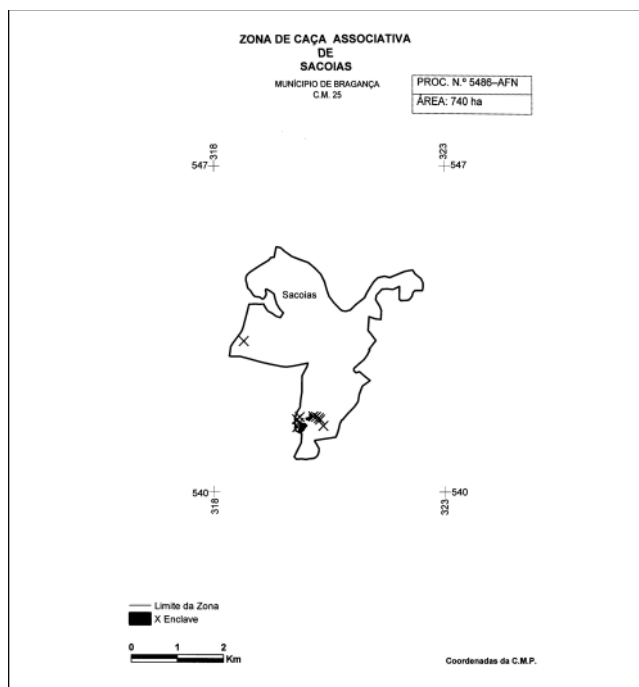 ZONA DE CAÇA ASSOCIATIVA
DE
SACOIAS
MUNÍCIPIO DE BRAGANÇA
C.M. 25
PROC. N.º 5486–AFN
ÁREA: 740 ha
318
323
547
547
Sacoias
540
540
318
323
Limite da Zona
X Enclave
0 1 2
Km
Coordenadas da C.M.P.